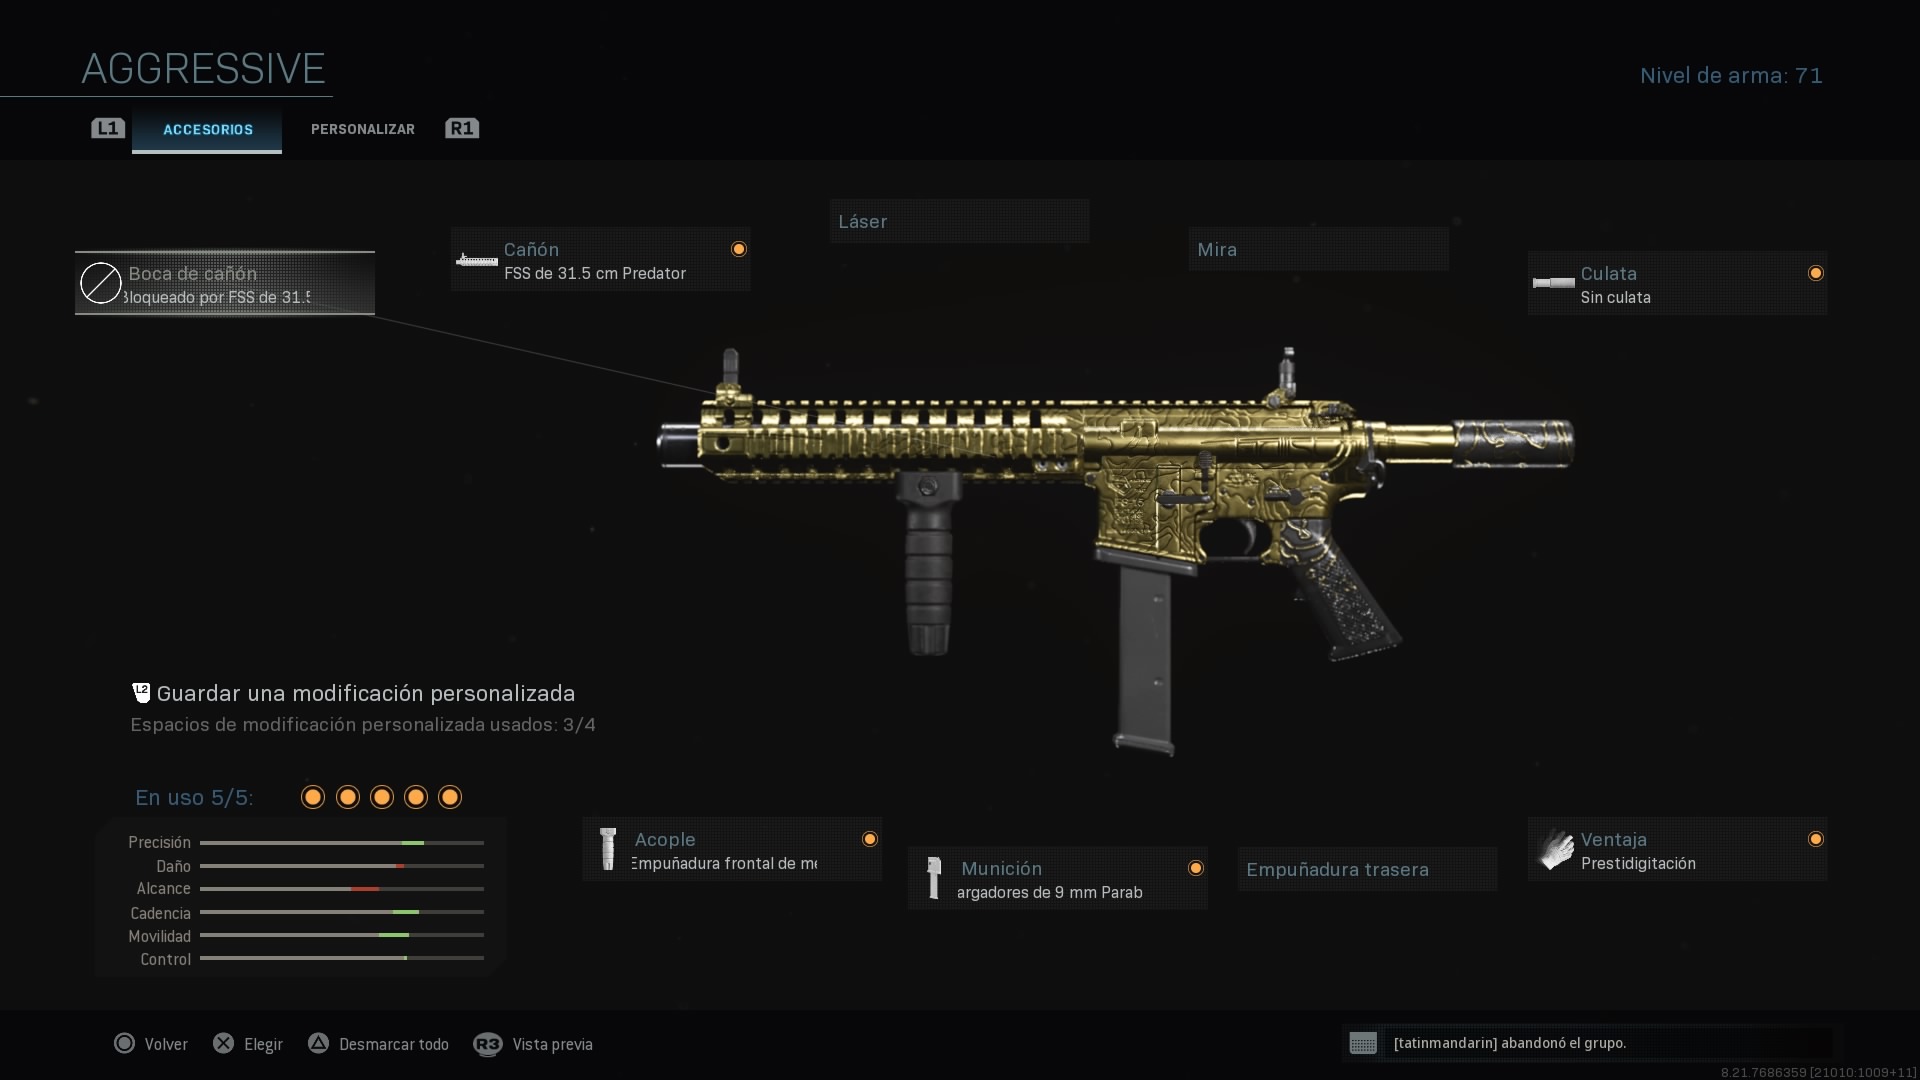 AGGRESSIVE
Nivel de arma: 71
L1 ACCESORIOS PERSONALIZAR R1
Láser
Cañón
FSS de 31.5 cm Predator
Mira
Boca de cañón
Bloqueado por FSS de 31.5
Culata
Sin culata
L2 Guardar una modificación personalizada
Espacios de modificación personalizada usados: 3/4
En uso 5/5:
Precisión
Daño
Alcance
Cadencia
Movilidad
Control
Acople
Empuñadura frontal de me
Munición
argadores de 9 mm Parab
Empuñadura trasera
Ventaja
Prestidigitación
Volver Elegir Desmarcar todo R3 Vista previa
[tatinmandarin] abandonó el grupo.
8.21.7686359 [21010:1009+11]